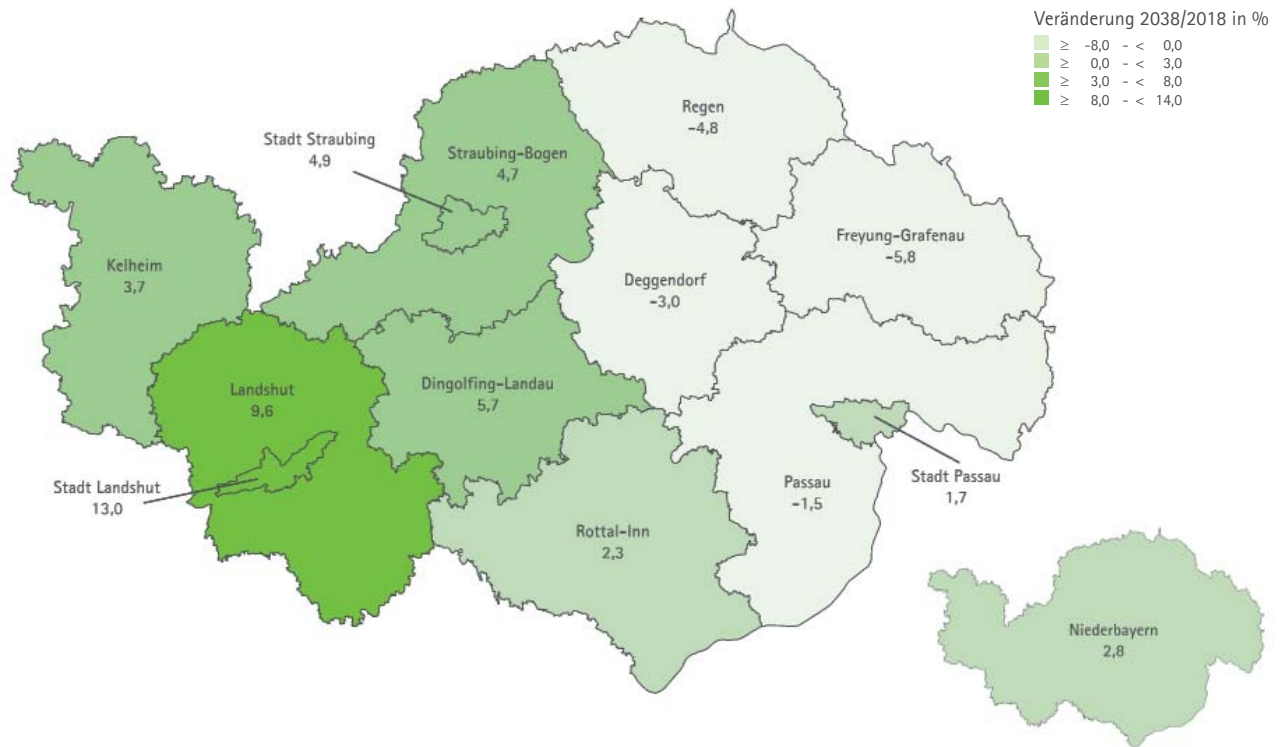 Veränderung 2038/2018 in %
≥ -8,0 - < 0,0
≥ 0,0 - < 3,0
≥ 3,0 - < 8,0
≥ 8,0 - < 14,0
Regen
-4,8
Stadt Straubing
4,9
Straubing-Bogen
4,7
Freyung-Grafenau
-5,8
Kelheim
3,7
Deggendorf
-3,0
Landshut
9,6
Dingolfing-Landau
5,7
Stadt Landshut
13,0
Passau
-1,5
Stadt Passau
1,7
Rottal-Inn
2,3
Niederbayern
2,8